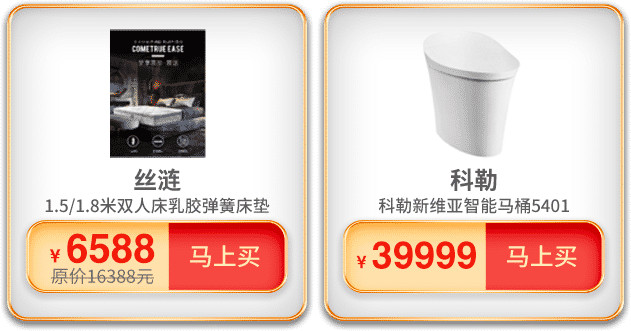 COMETRUE EASE
丝涟
1.5/1.8米双人床乳胶弹簧床垫
¥6588
原价16388元
马上买
科勒
科勒新维亚智能马桶5401
¥39999
马上买